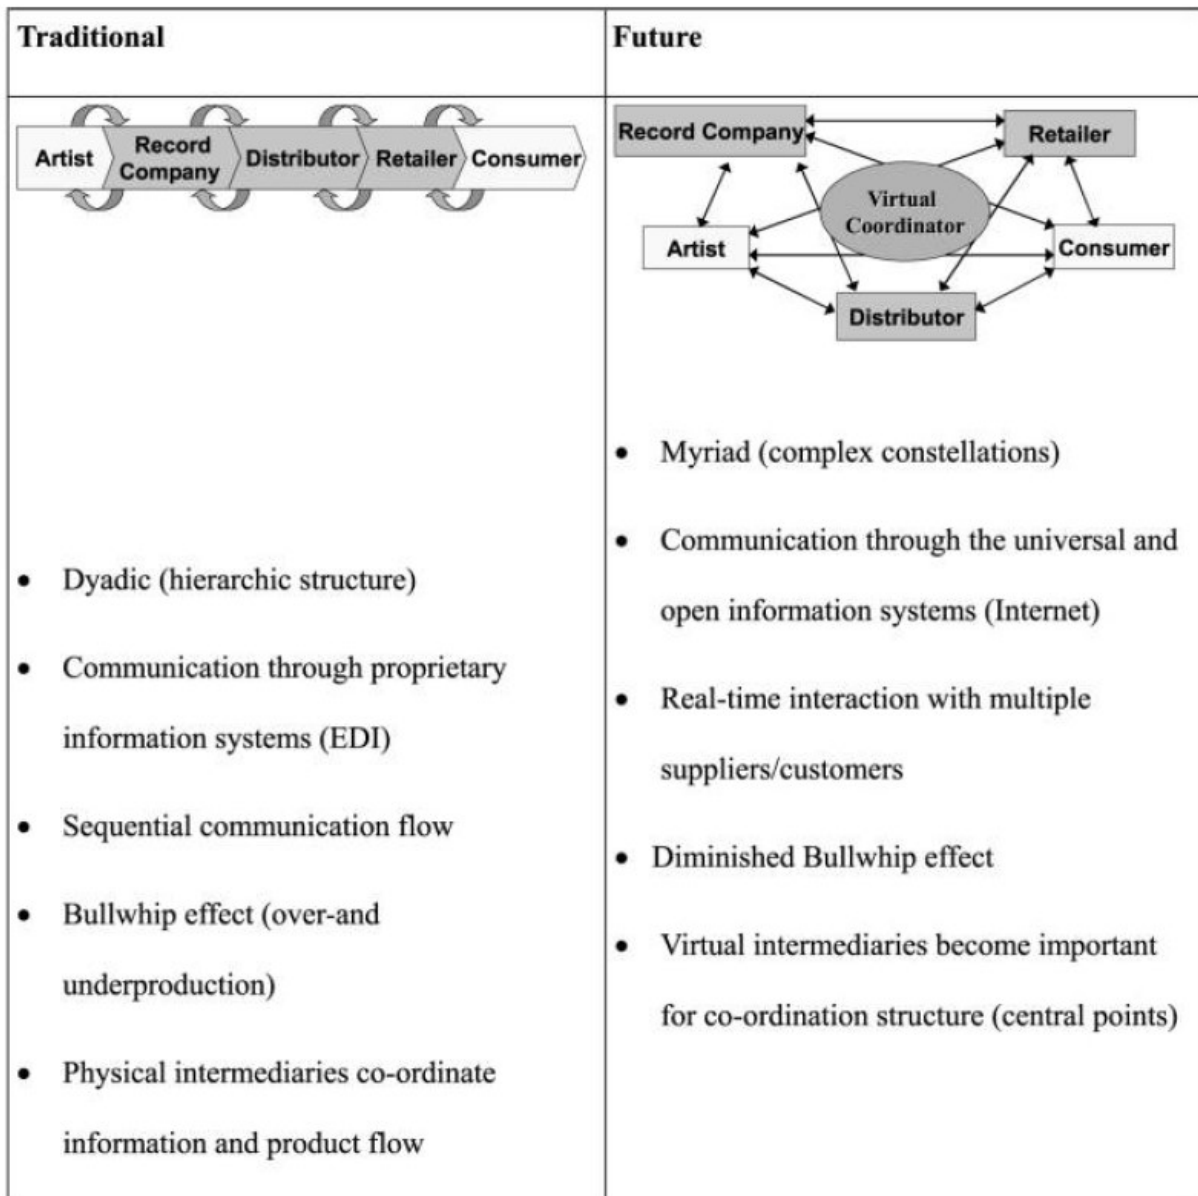 Traditional
Artist
Record
Company
Distributor
Retailer
Consumer
• Dyadic (hierarchic structure)
• Communication through proprietary
information systems (EDI)
• Sequential communication flow
• Bullwhip effect (over-and
underproduction)
• Physical intermediaries co-ordinate
information and product flow
Future
Record Company
Retailer
Virtual
Coordinator
Artist
Consumer
Distributor
• Myriad (complex constellations)
• Communication through the universal and
open information systems (Internet)
• Real-time interaction with multiple
suppliers/customers
• Diminished Bullwhip effect
• Virtual intermediaries become important
for co-ordination structure (central points)